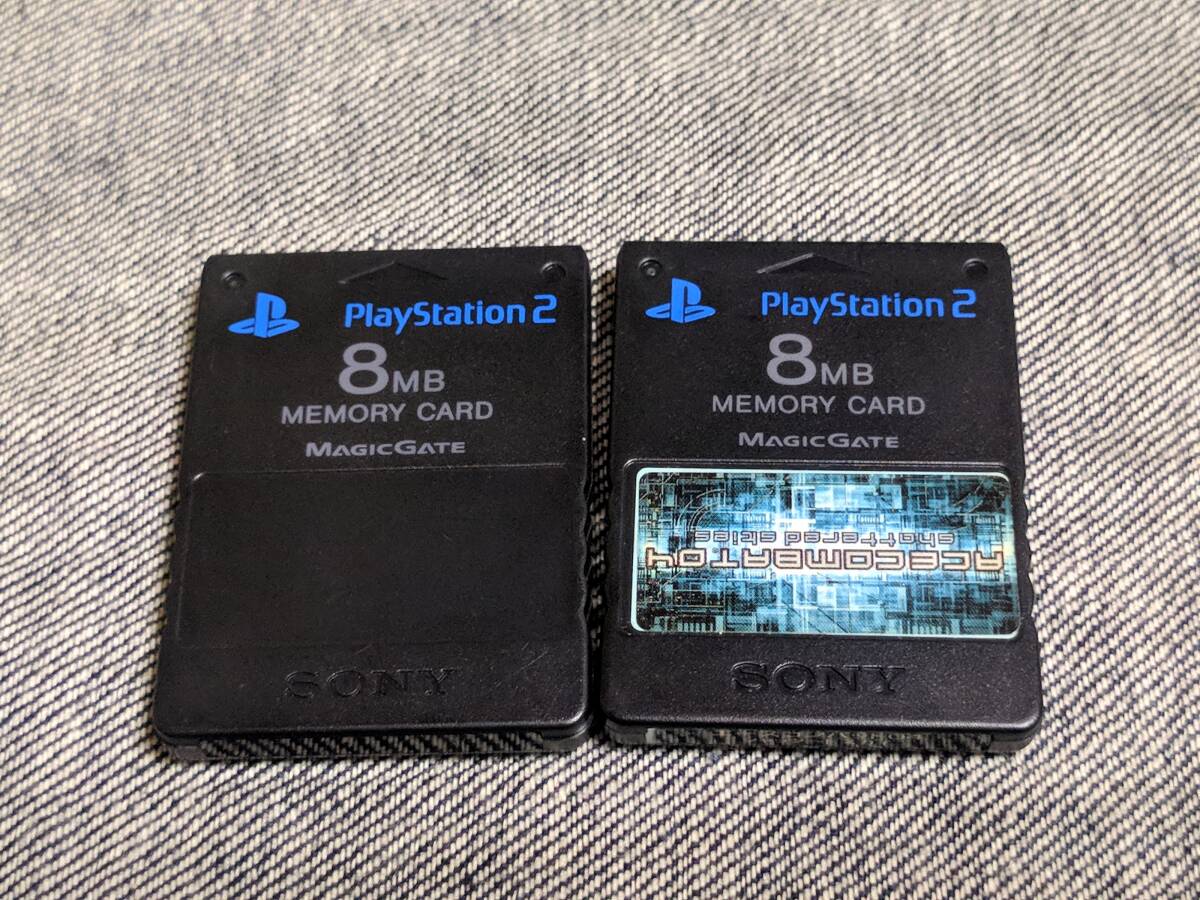 PlayStation 2
8MB
MEMORY CARD
MAGICGATE
SONY
PlayStation 2
8MB
MEMORY CARD
MAGICGATE
ACECOMBAT04
shattered skies
SONY